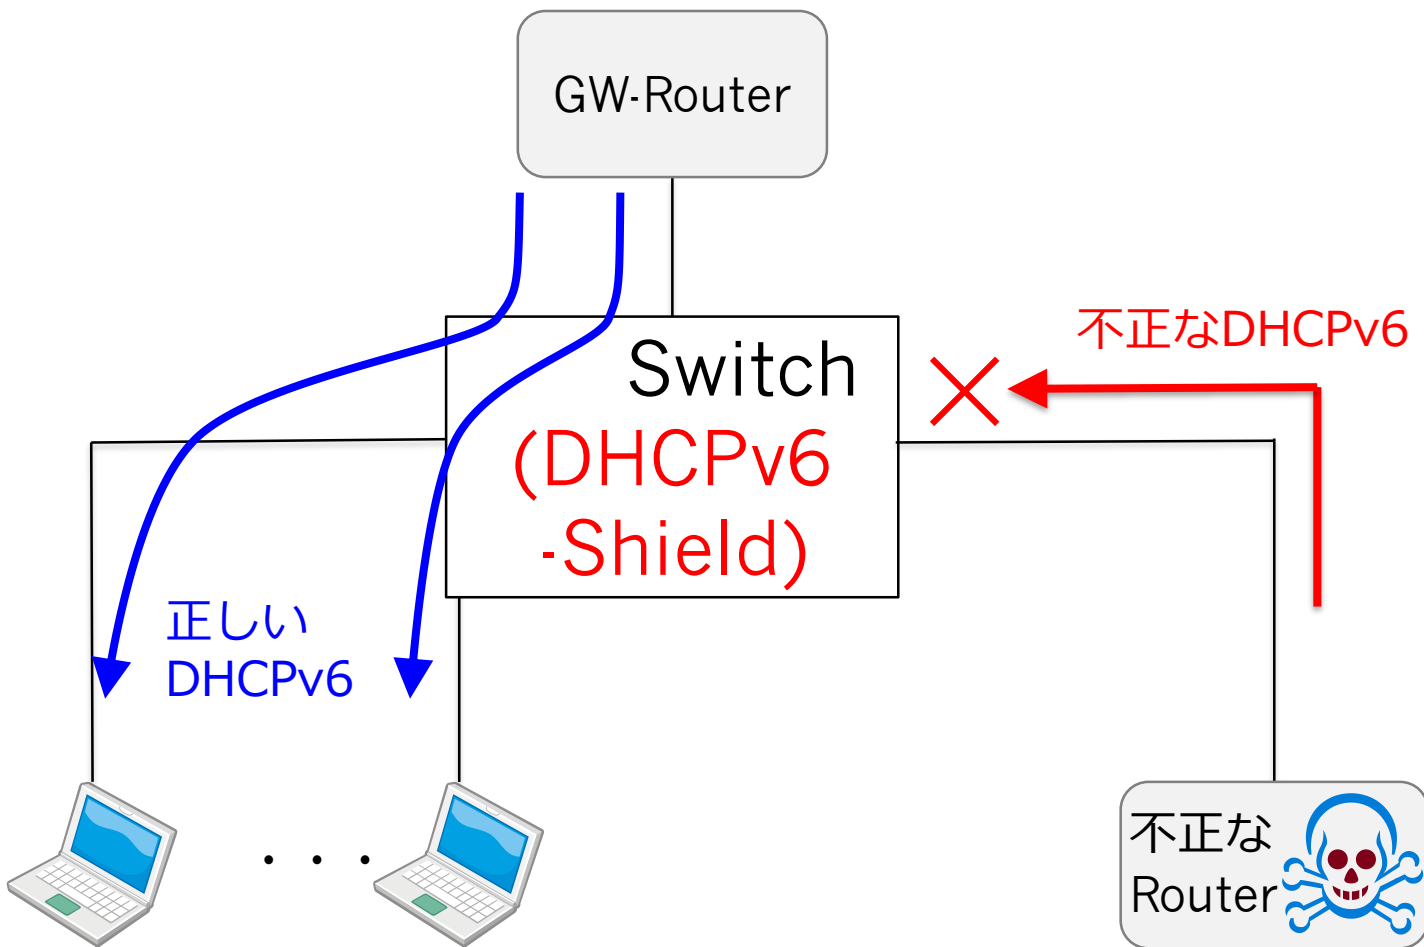 GW-Router
不正なDHCPv6
Switch
(DHCPv6
-Shield)
正しい
DHCPv6
・・・
不正な
Router